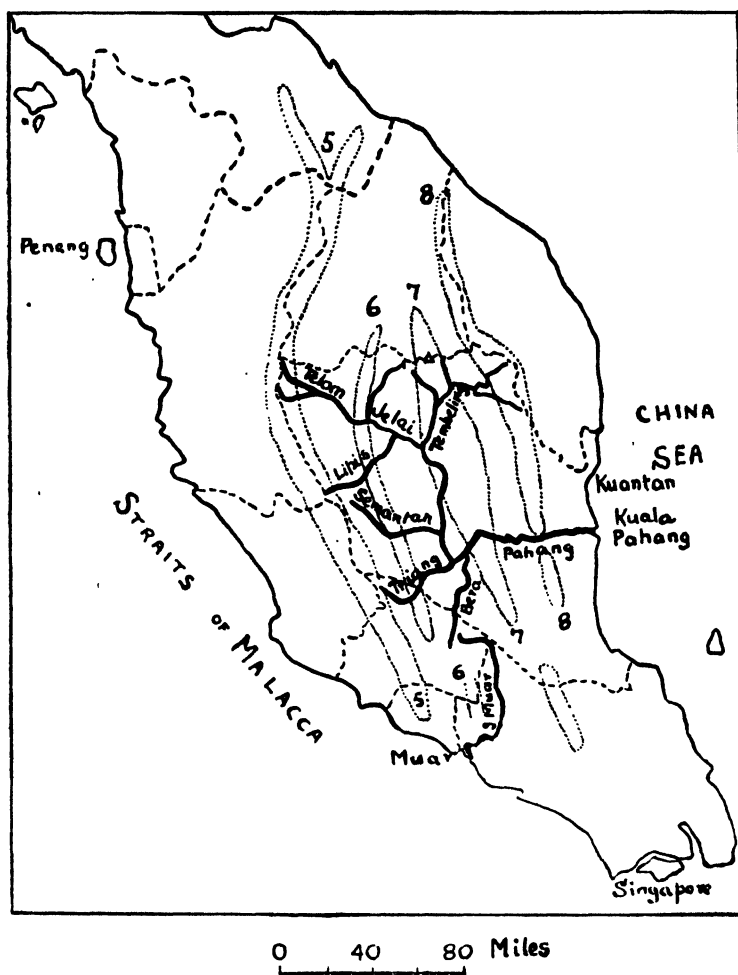 5
8
Penang
6
7
Telom
Jelai
Tembeling
CHINA
SEA
Lipis
Kuantan
Semantan
Kuala
Pahang
Pahang
STRAITS OF MALACCA
Triang
Bera
7
8
6
5
S Muar
Muar
Singapore
0 40 80 Miles